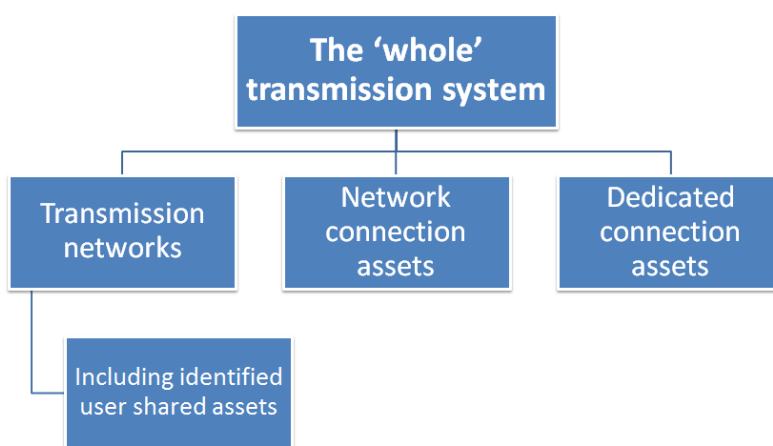 The ‘whole’
transmission system
Transmission
networks
Network
connection
assets
Dedicated
connection
assets
Including identified
user shared assets